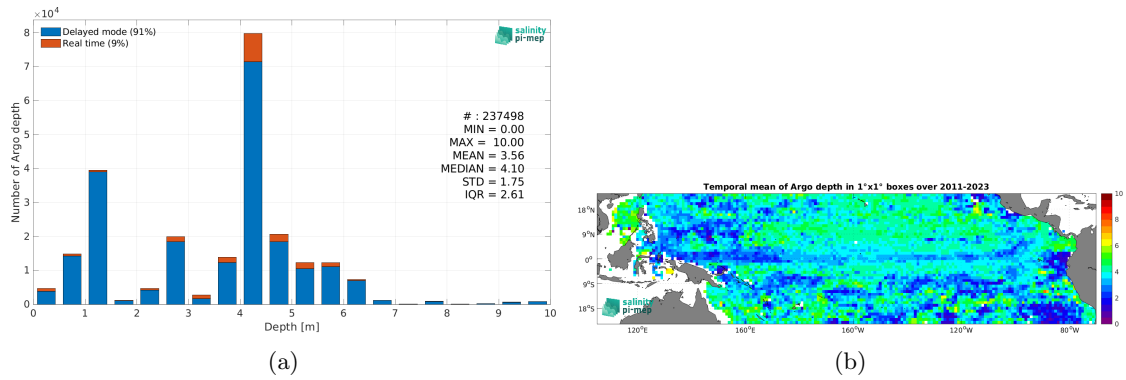 ×10⁴
Delayed mode (91%)
Real time (9%)
salinity
pi-mep
8
7
6
5
4
3
2
1
0
Number of Argo depth
# : 237498
MIN = 0.00
MAX = 10.00
MEAN = 3.56
MEDIAN = 4.10
STD = 1.75
IQR = 2.61
0 1 2 3 4 5 6 7 8 9 10
Depth [m]
(a)
Temporal mean of Argo depth in 1°x1° boxes over 2011-2023
18°N
9°N
0°
9°S
18°S
salinity
pi-mep
120°E 160°E 160°W 120°W 80°W
10
8
6
4
2
0
(b)